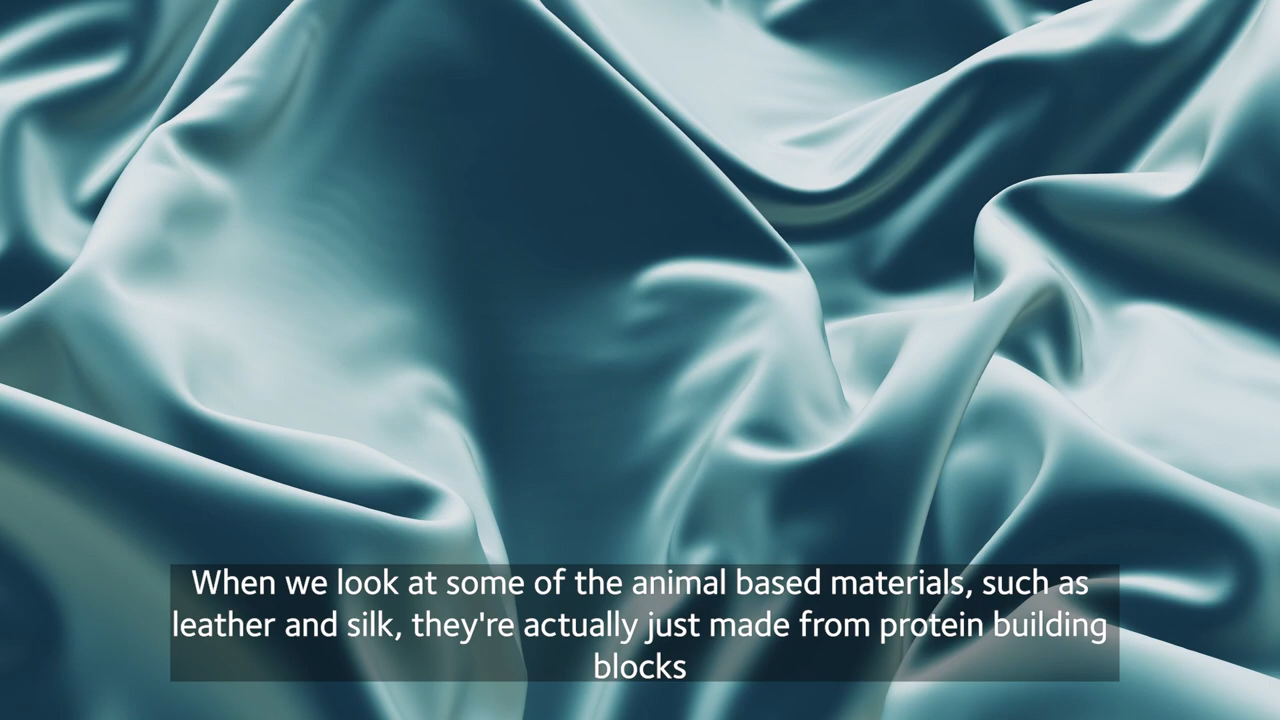 When we look at some of the animal based materials, such as
leather and silk, they're actually just made from protein building
blocks